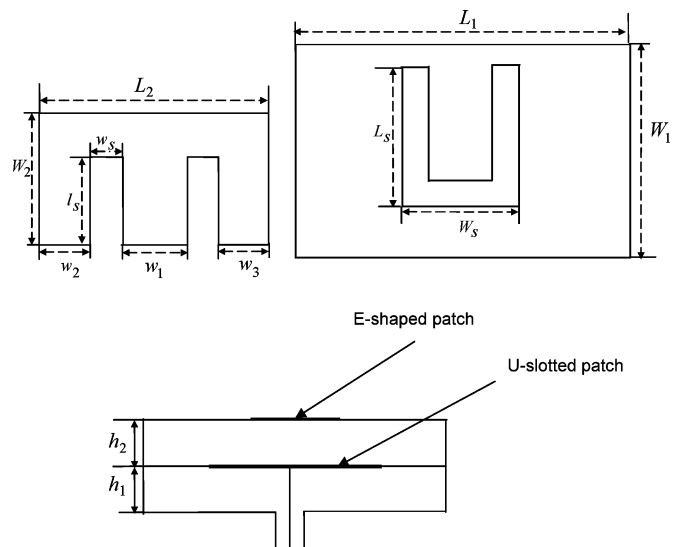 L₁
L₂
wₛ
W₂
lₛ
Lₛ
W₁
Wₛ
w₂
w₁
w₃
E-shaped patch
U-slotted patch
h₂
h₁